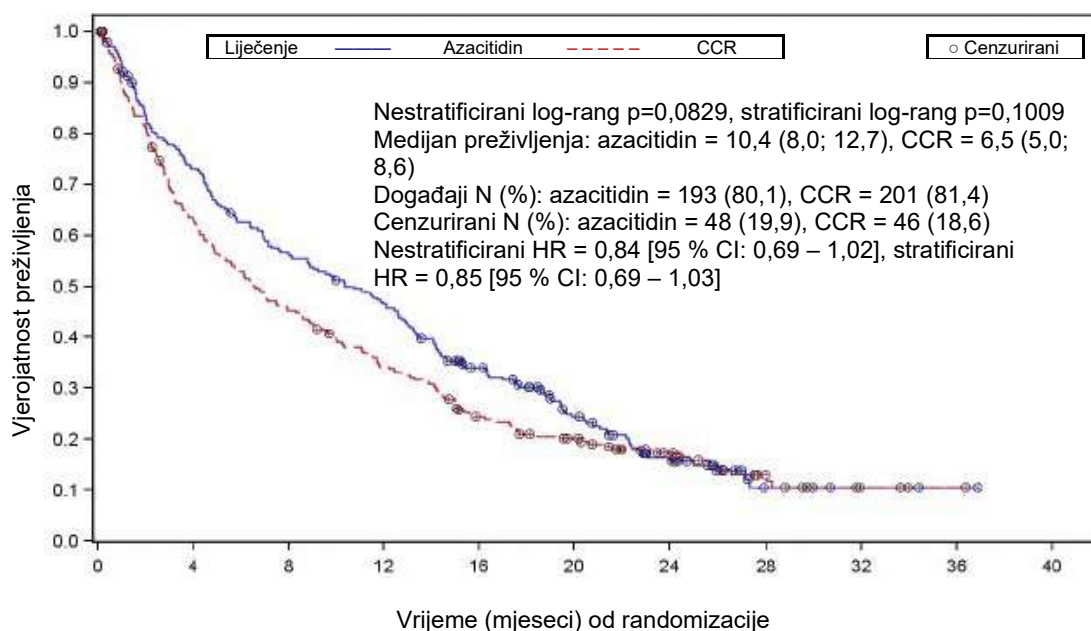 Liječenje Azacitidin CCR Cenzurirani
Nestratificirani log-rang p=0,0829, stratificirani log-rang p=0,1009
Medijan preživljenja: azacitidin = 10,4 (8,0; 12,7), CCR = 6,5 (5,0;
8,6)
Događaji N (%): azacitidin = 193 (80,1), CCR = 201 (81,4)
Cenzurirani N (%): azacitidin = 48 (19,9), CCR = 46 (18,6)
Nestratificirani HR = 0,84 [95 % CI: 0,69 – 1,02], stratificirani
HR = 0,85 [95 % CI: 0,69 – 1,03]
Vjerojatnost preživljenja
1.0
0.9
0.8
0.7
0.6
0.5
0.4
0.3
0.2
0.1
0.0
0 4 8 12 16 20 24 28 32 36 40
Vrijeme (mjeseci) od randomizacije